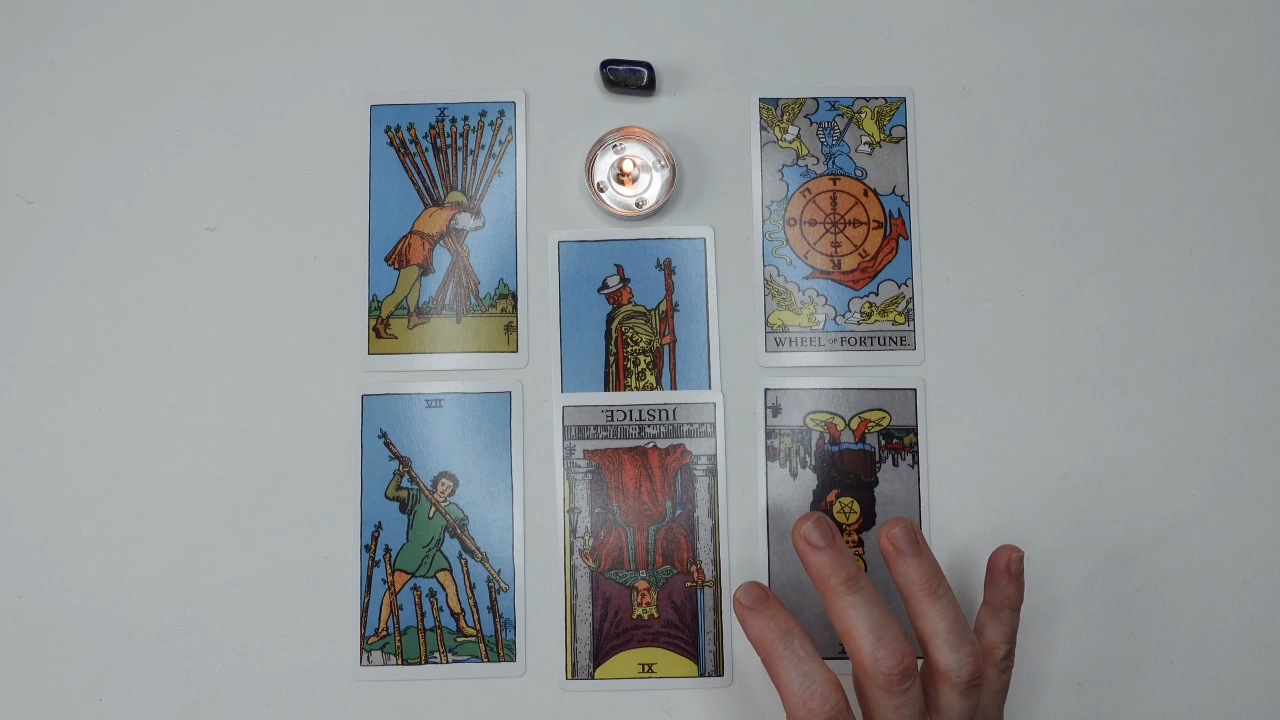 X
X
WHEEL OF FORTUNE.
VII
JUSTICE.
XI